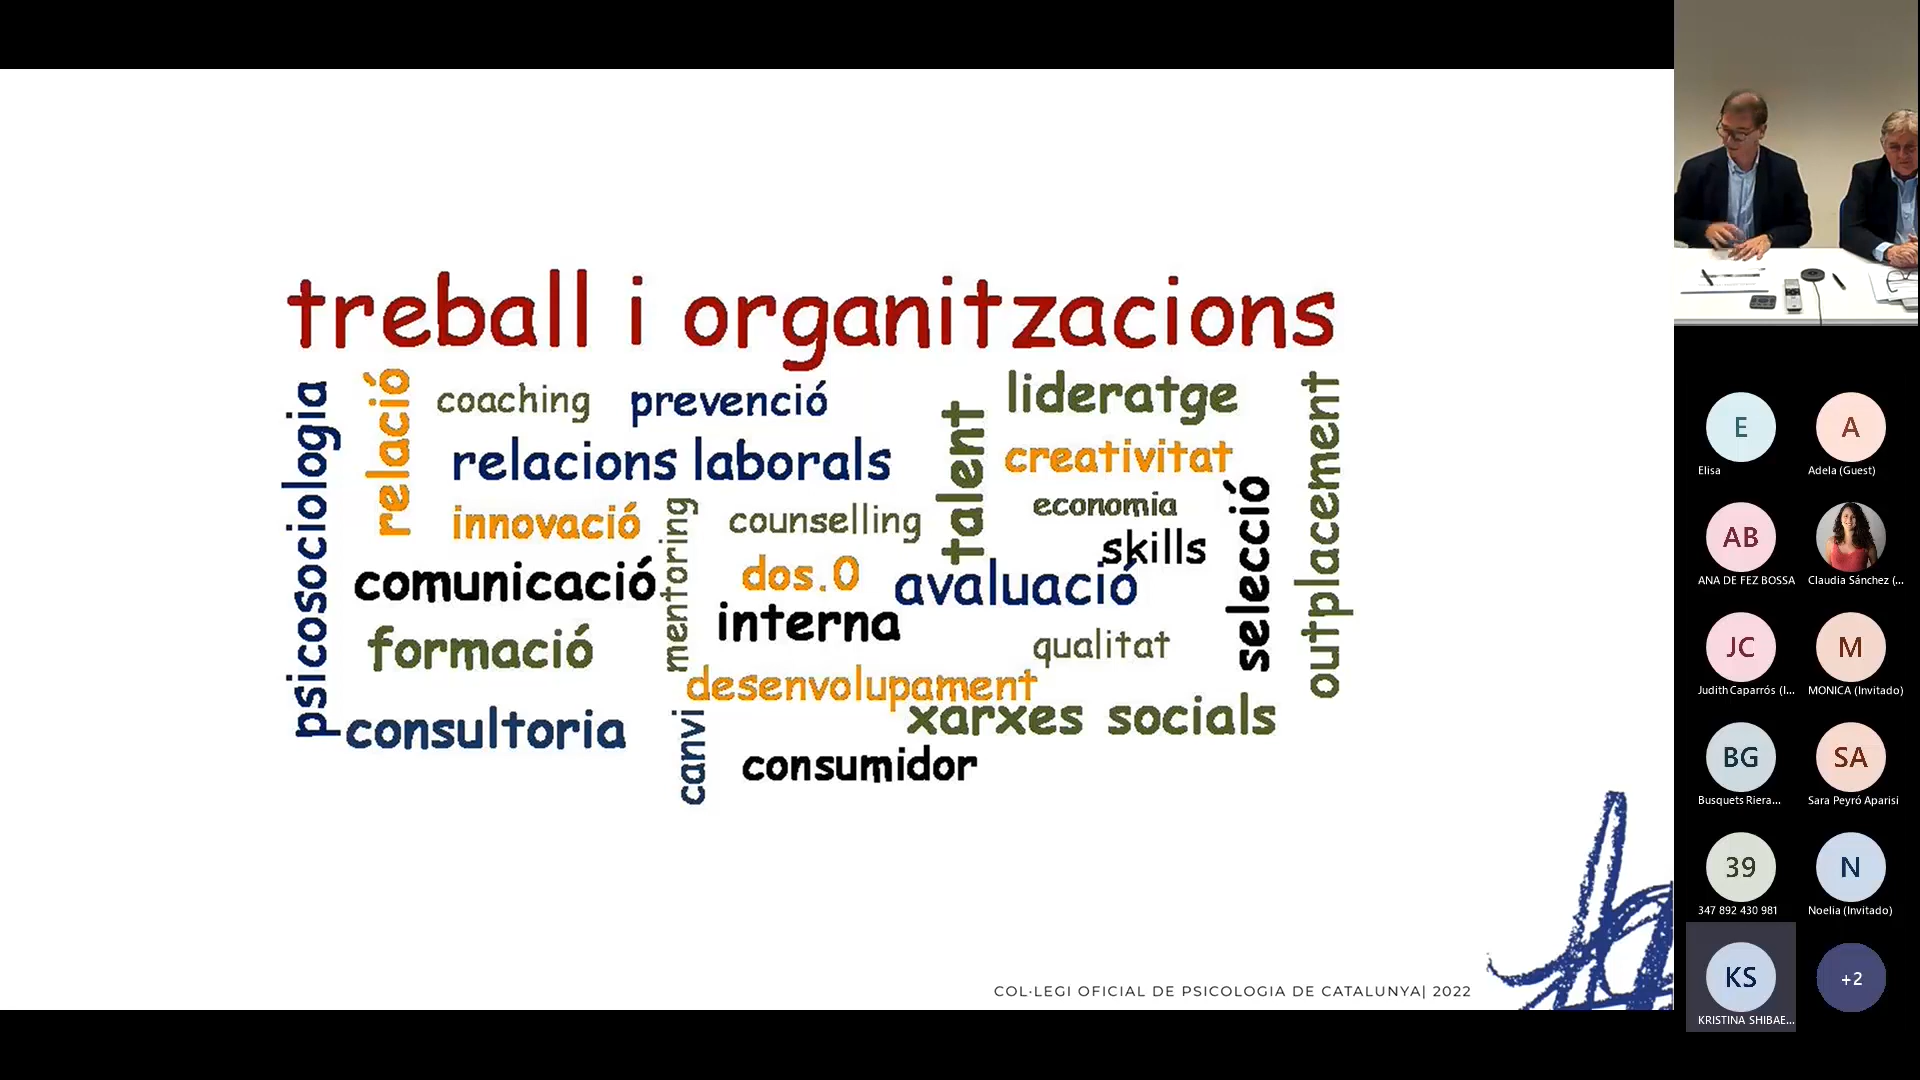 treball i organitzacions
psicosociologia
relació
coaching
prevenció
lideratge
relacions laborals
talent
creativitat
outplacement
innovació
mentoring
counselling
economia
selecció
skills
comunicació
dos.0
avaluació
interna
formació
qualitat
desenvolupament
consultoria
canvi
xarxes socials
consumidor
COL·LEGI OFICIAL DE PSICOLOGIA DE CATALUNYA| 2022
E
Elisa
A
Adela (Guest)
AB
ANA DE FEZ BOSSA
Claudia Sánchez (...
JC
Judith Caparrós (I...
M
MONICA (Invitado)
BG
Busquets Riera...
SA
Sara Peyró Aparisi
39
347 892 430 981
N
Noelia (Invitado)
KS
KRISTINA SHIBAE...
+2